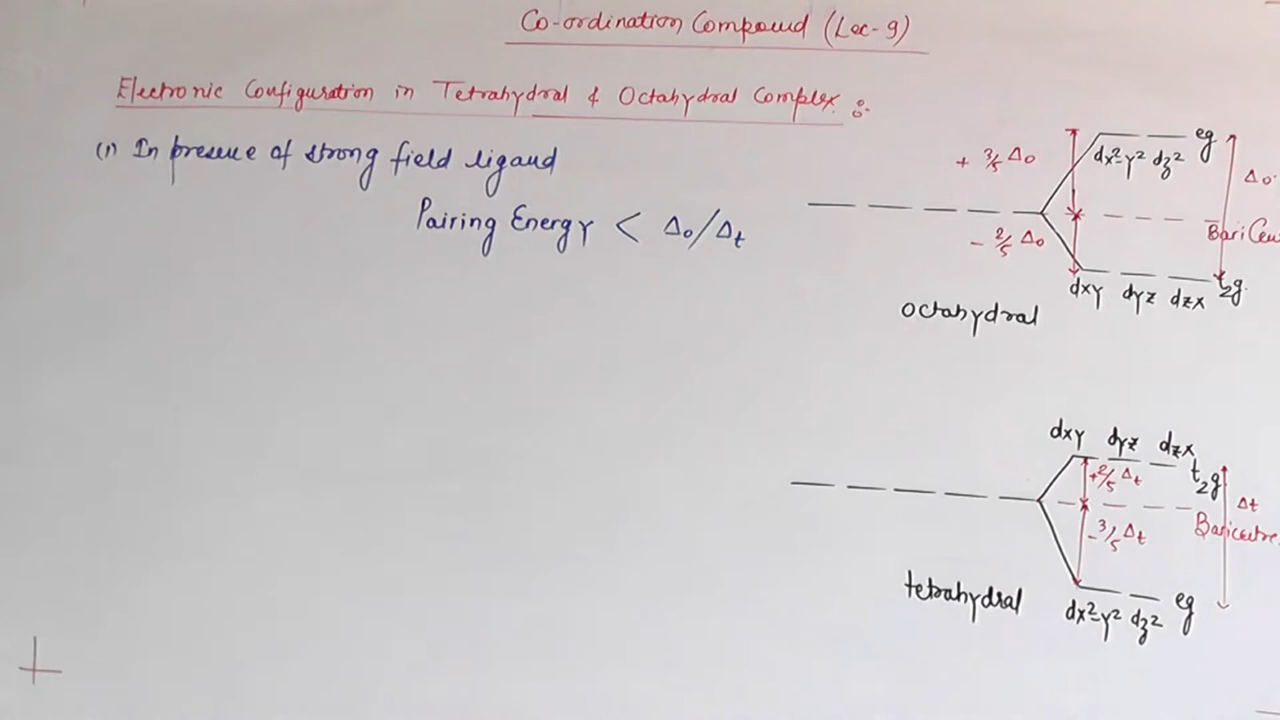 Co-ordination Compound (Lec-9)
Electronic Configuration in Tetrahydral & Octahydral Complex :-
(1) In presence of strong field ligand
Pairing Energy < Δo/Δt
+ 3/5 Δo
eg
dx²-y² dz²
Δo
- 2/5 Δo
BariCen
t2g
dxy dyz dzx
Octahydral
dxy dyz dzx
t2g
+2/5 Δt
Δt
Baricentre
-3/5 Δt
tetrahydral
eg
dx²-y² dz²